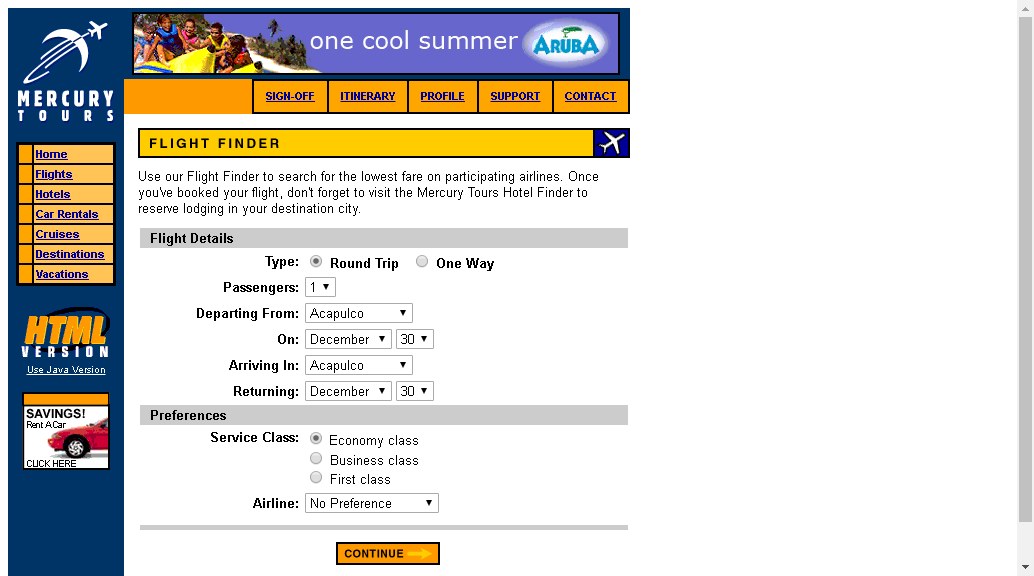 one cool summer ARUBA
MERCURY
TOURS
SIGN-OFF ITINERARY PROFILE SUPPORT CONTACT
Home
Flights
Hotels
Car Rentals
Cruises
Destinations
Vacations
HTML
VERSION
Use Java Version
SAVINGS!
Rent A Car
CLICK HERE
FLIGHT FINDER
Use our Flight Finder to search for the lowest fare on participating airlines. Once
you've booked your flight, don't forget to visit the Mercury Tours Hotel Finder to
reserve lodging in your destination city.
Flight Details
Type: Round Trip One Way
Passengers: 1
Departing From: Acapulco
On: December 30
Arriving In: Acapulco
Returning: December 30
Preferences
Service Class: Economy class
Business class
First class
Airline: No Preference
CONTINUE